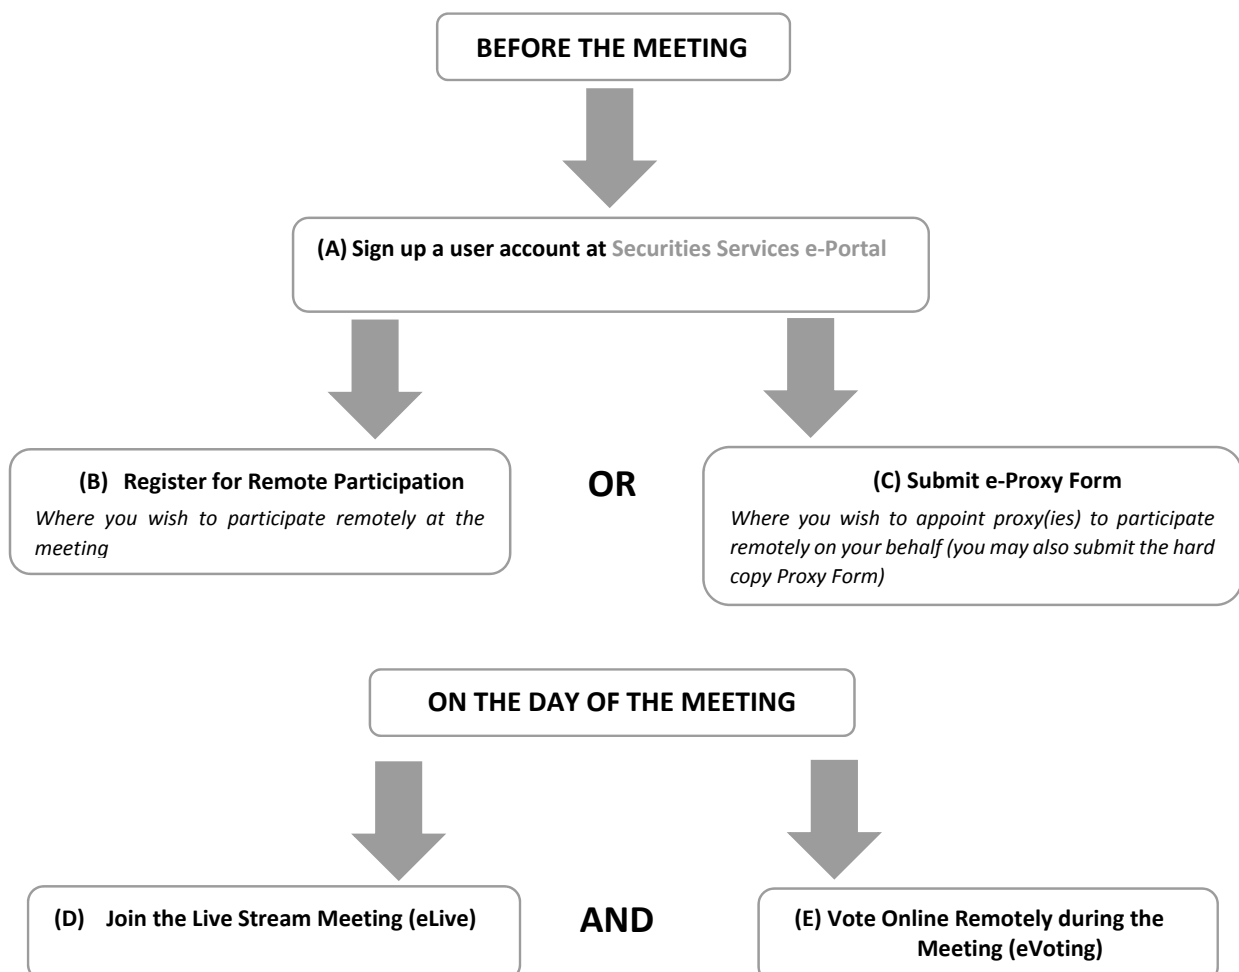 BEFORE THE MEETING
(A) Sign up a user account at Securities Services e-Portal
(B) Register for Remote Participation
Where you wish to participate remotely at the
meeting
OR
(C) Submit e-Proxy Form
Where you wish to appoint proxy(ies) to participate
remotely on your behalf (you may also submit the hard
copy Proxy Form)
ON THE DAY OF THE MEETING
(D) Join the Live Stream Meeting (eLive)
AND
(E) Vote Online Remotely during the
Meeting (eVoting)